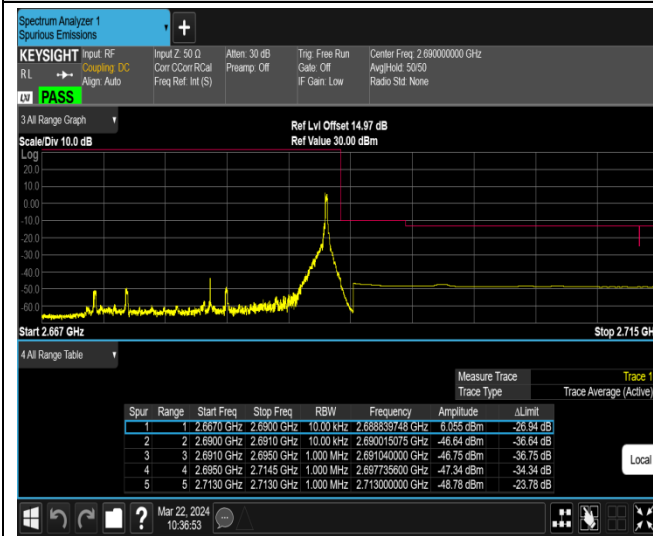 Spectrum Analyzer 1
Spurious Emissions
KEYSIGHT Input: RF Input Z: 50 Ω Atten: 30 dB Trig: Free Run Center Freq: 2.690000000 GHz
RL Coupling: DC Corr CCorr RCal Preamp: Off Gate: Off Avg|Hold: 50/50
Align: Auto Freq Ref: Int (S) IF Gain: Low Radio Std: None
LXI PASS
3 All Range Graph
Ref Lvl Offset 14.97 dB
Scale/Div 10.0 dB Ref Value 30.00 dBm
Log
20.0
10.0
0.00
-10.0
-20.0
-30.0
-40.0
-50.0
-60.0
Start 2.667 GHz Stop 2.715 GH
4 All Range Table
Measure Trace Trace 1
Trace Type Trace Average (Active)
Spur Range Start Freq Stop Freq RBW Frequency Amplitude ΔLimit
1 1 2.6670 GHz 2.6900 GHz 10.00 kHz 2.688839748 GHz 6.055 dBm -26.94 dB
2 2 2.6900 GHz 2.6910 GHz 10.00 kHz 2.690015075 GHz -46.64 dBm -36.64 dB
3 3 2.6910 GHz 2.6950 GHz 1.000 MHz 2.691040000 GHz -46.75 dBm -36.75 dB
4 4 2.6950 GHz 2.7145 GHz 1.000 MHz 2.697735600 GHz -47.34 dBm -34.34 dB
5 5 2.7130 GHz 2.7130 GHz 1.000 MHz 2.713000000 GHz -48.78 dBm -23.78 dB
Local
? Mar 22, 2024
10:36:53